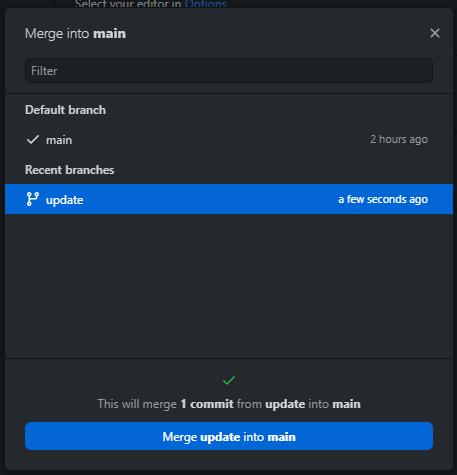 Select your editor in Options
Merge into main
Filter
Default branch
main 2 hours ago
Recent branches
update a few seconds ago
This will merge 1 commit from update into main
Merge update into main